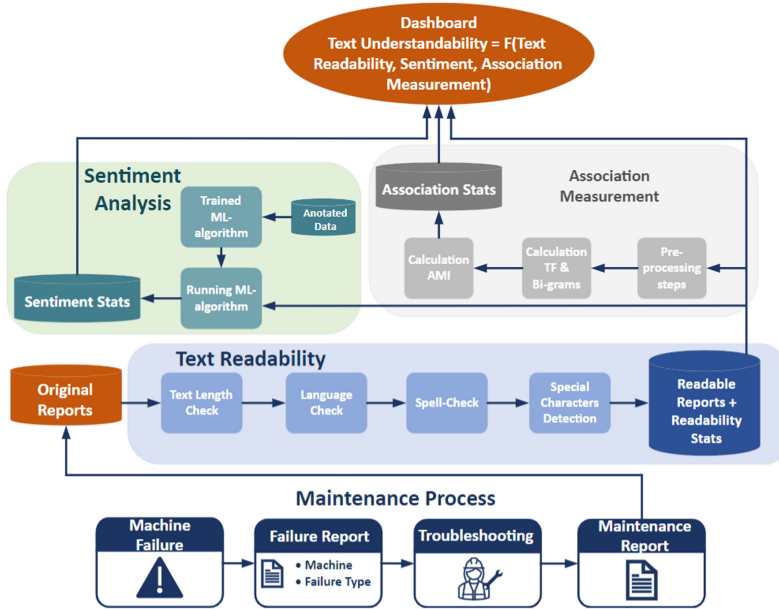 Dashboard
Text Understandability = F(Text
Readability, Sentiment, Association
Measurement)
Sentiment
Analysis
Trained
ML-
algorithm
Anotated
Data
Sentiment Stats
Running ML-
algorithm
Association Stats
Association
Measurement
Calculation
AMI
Calculation
TF &
Bi-grams
Pre-
processing
steps
Text Readability
Original
Reports
Text Length
Check
Language
Check
Spell-Check
Special
Characters
Detection
Readable
Reports +
Readability
Stats
Maintenance Process
Machine
Failure
Failure Report
• Machine
• Failure Type
Troubleshooting
Maintenance
Report